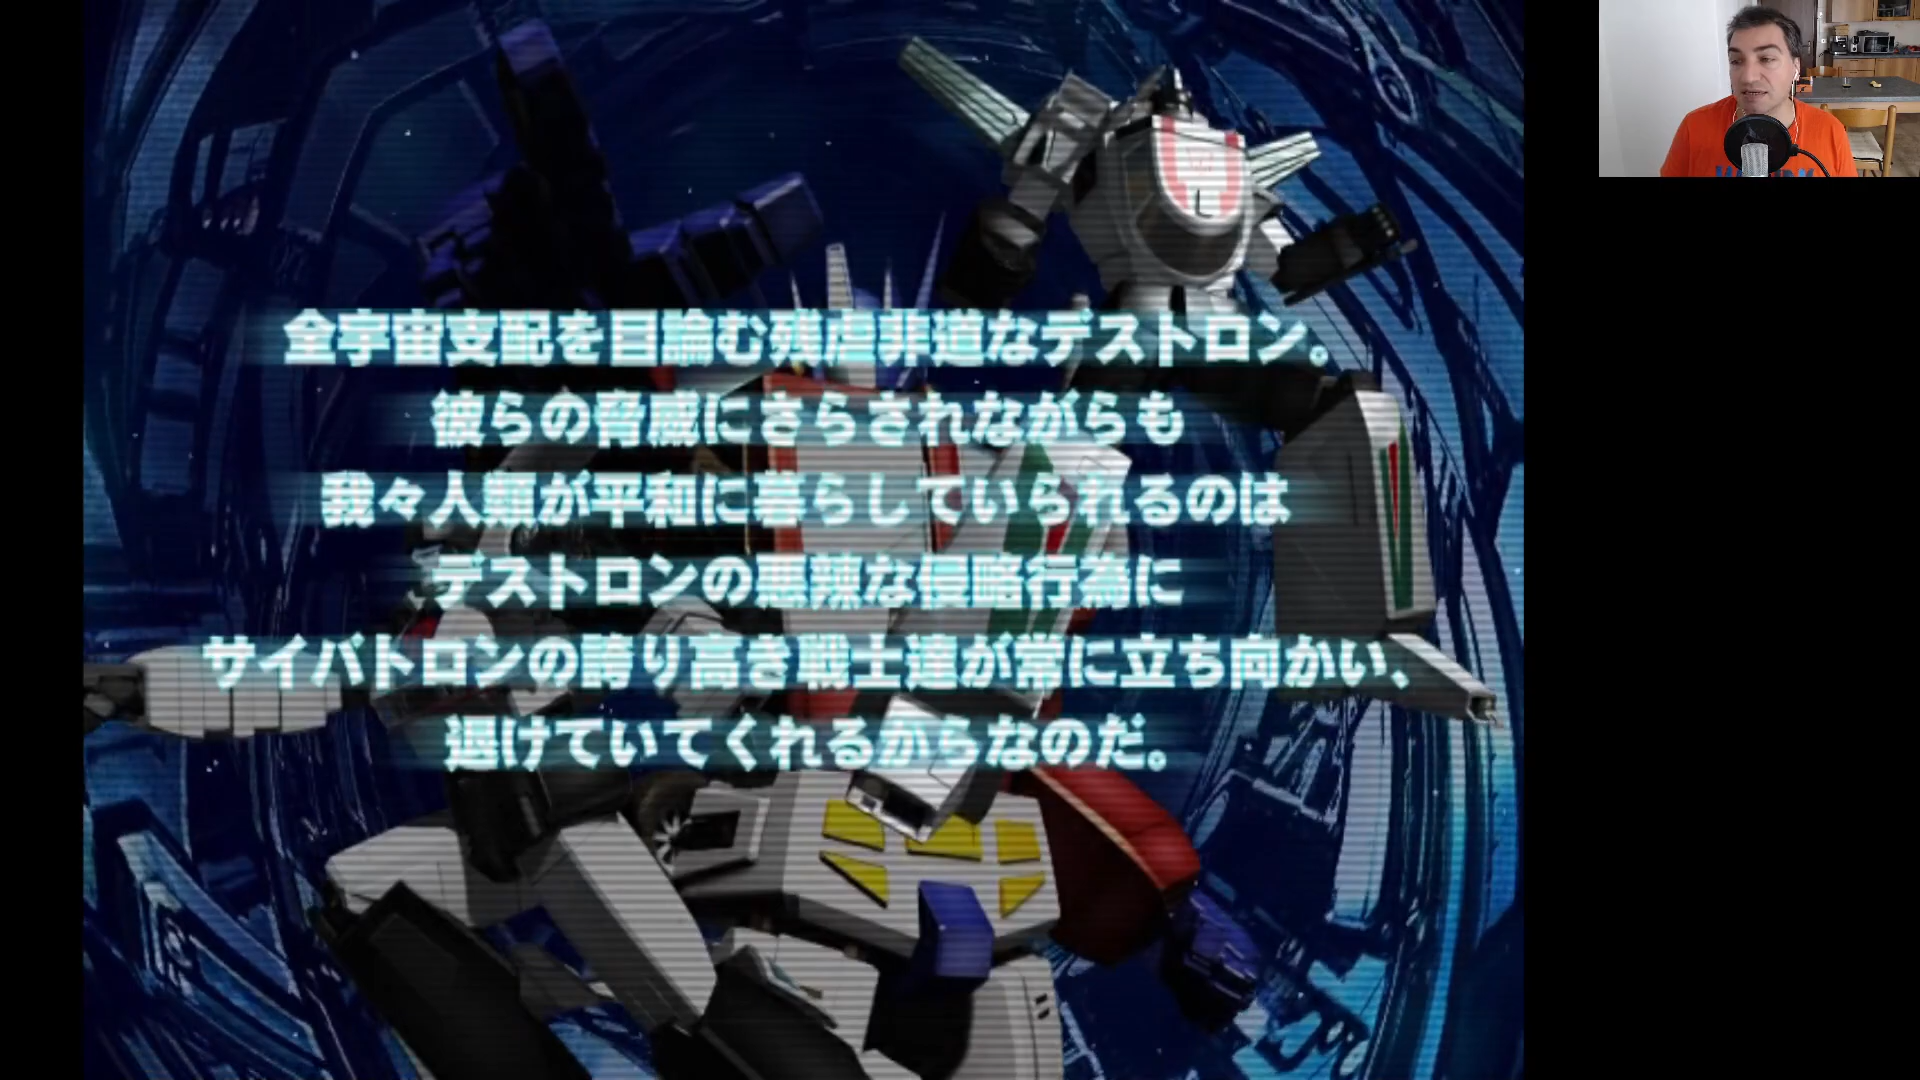 全宇宙支配を目論む残虐非道なデストロン。
彼らの脅威にさらされながらも
我々人類が平和に暮らしていられるのは
デストロンの悪辣な侵略行為に
サイバトロンの誇り高き戦士達が常に立ち向かい、
退けていてくれるからなのだ。